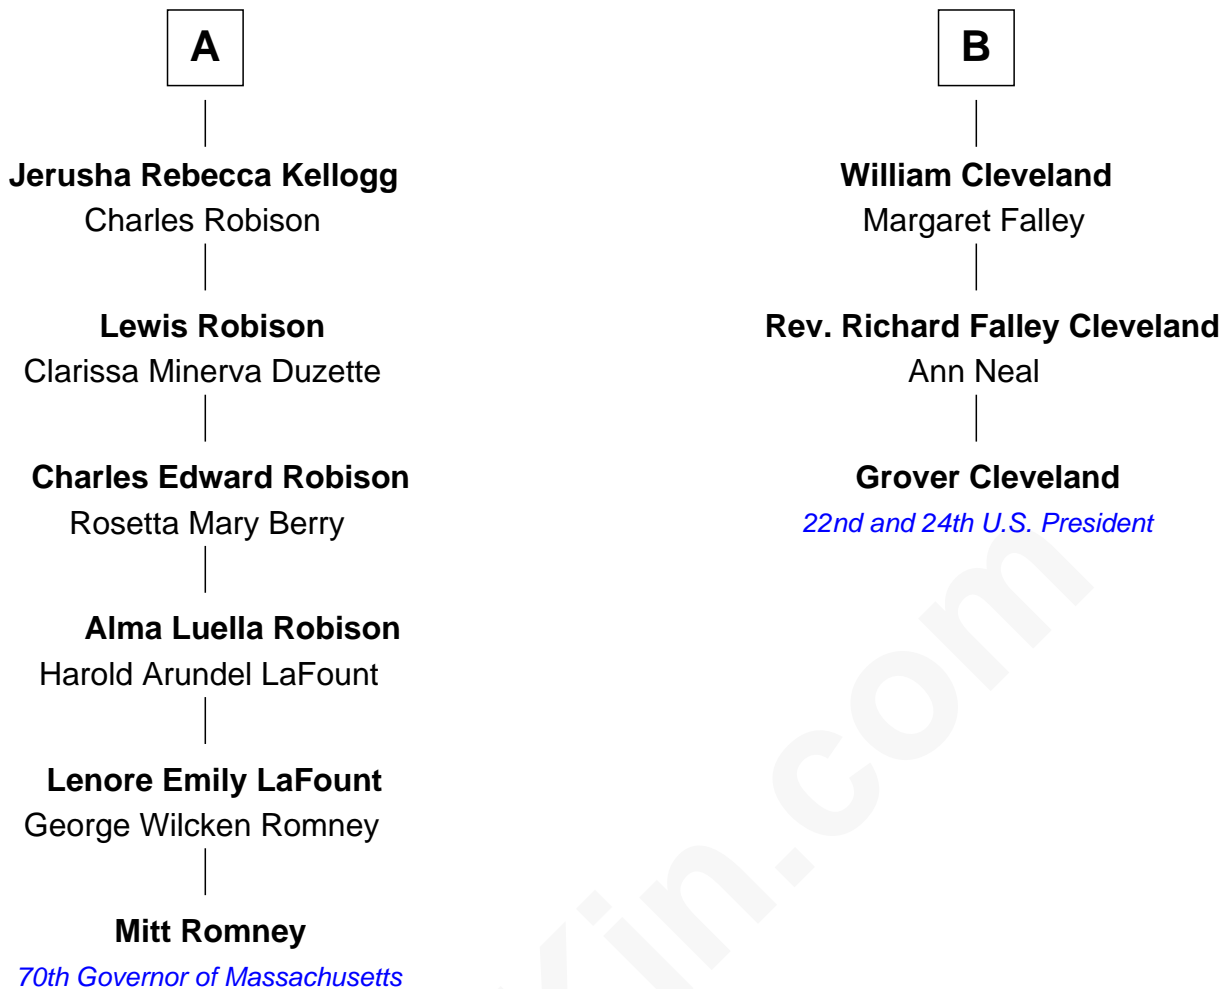 A
Jerusha Rebecca Kellogg
Charles Robison
Lewis Robison
Clarissa Minerva Duzette
Charles Edward Robison
Rosetta Mary Berry
Alma Luella Robison
Harold Arundel LaFount
Lenore Emily LaFount
George Wilcken Romney
Mitt Romney
70th Governor of Massachusetts
B
William Cleveland
Margaret Falley
Rev. Richard Falley Cleveland
Ann Neal
Grover Cleveland
22nd and 24th U.S. President